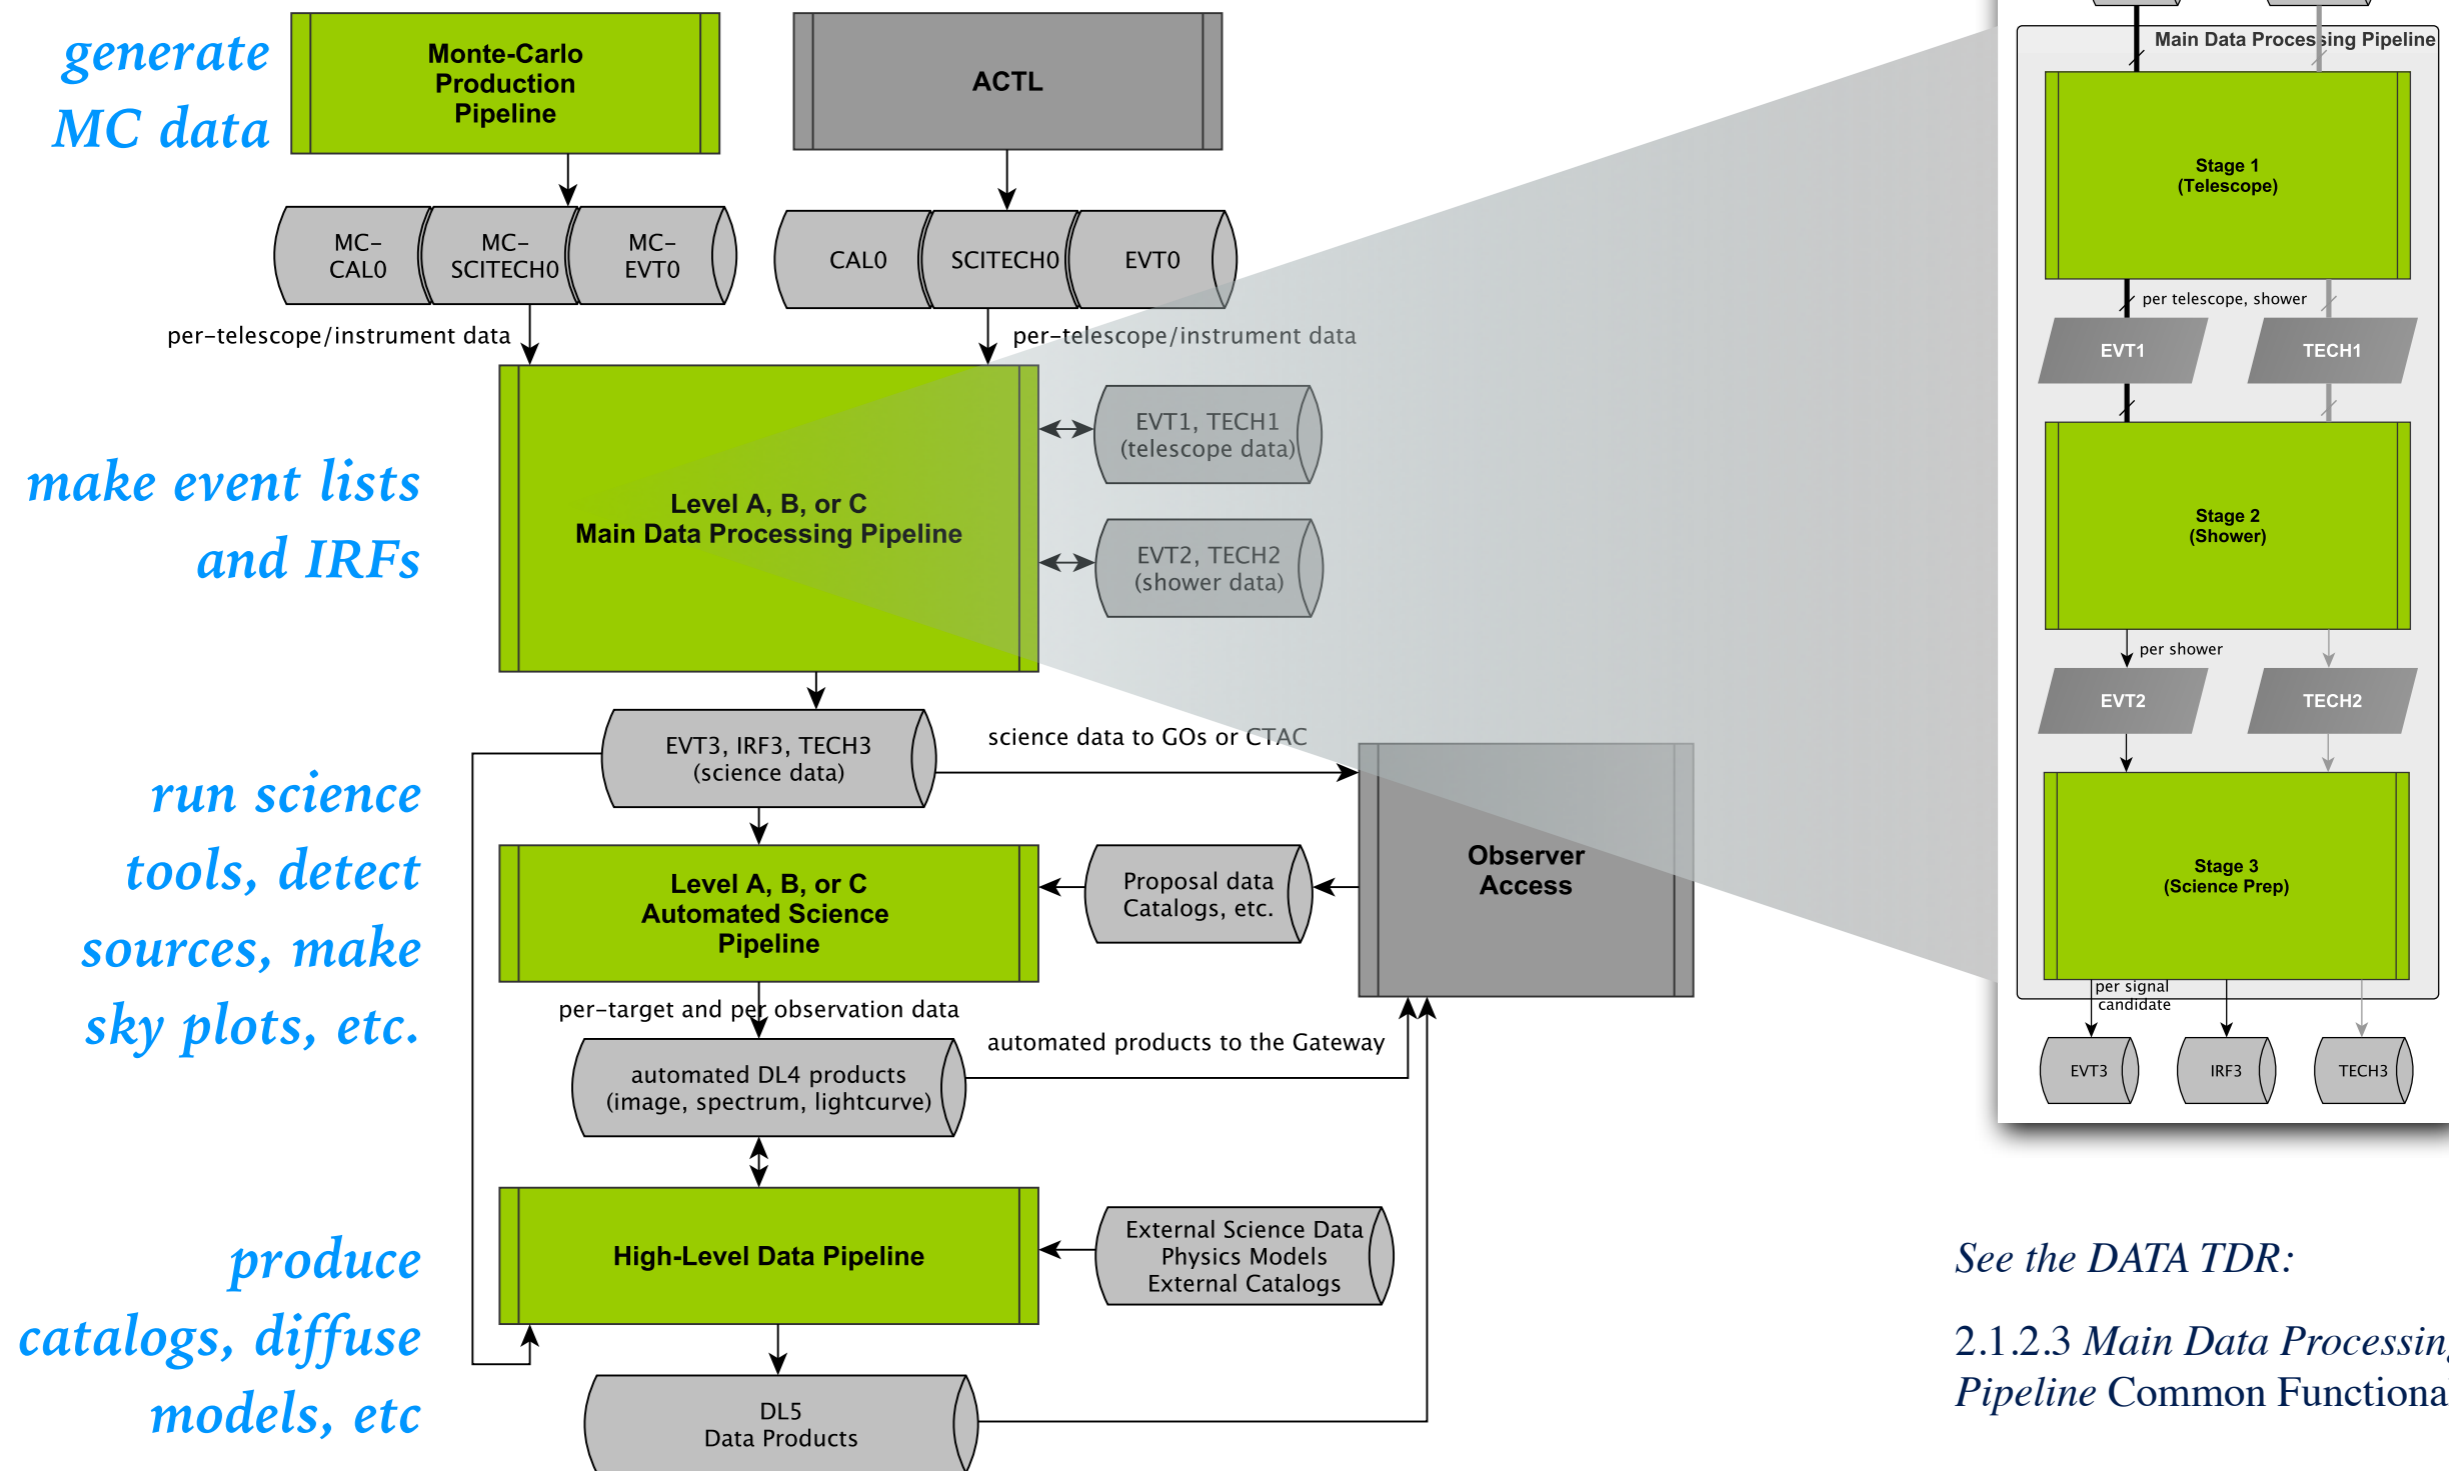 generate
MC data
Monte-Carlo
Production
Pipeline
ACTL
MC-
CAL0
MC-
SCITECH0
MC-
EVT0
CAL0
SCITECH0
EVT0
per-telescope/instrument data
per-telescope/instrument data
make event lists
and IRFs
Level A, B, or C
Main Data Processing Pipeline
EVT1, TECH1
(telescope data)
EVT2, TECH2
(shower data)
EVT3, IRF3, TECH3
(science data)
science data to GOs or CTAC
run science
tools, detect
sources, make
sky plots, etc.
Level A, B, or C
Automated Science
Pipeline
Proposal data
Catalogs, etc.
Observer
Access
per-target and per observation data
automated DL4 products
(image, spectrum, lightcurve)
automated products to the Gateway
produce
catalogs, diffuse
models, etc
High-Level Data Pipeline
External Science Data
Physics Models
External Catalogs
DL5
Data Products
Main Data Processing Pipeline
Stage 1
(Telescope)
per telescope, shower
EVT1
TECH1
Stage 2
(Shower)
per shower
EVT2
TECH2
Stage 3
(Science Prep)
per signal
candidate
EVT3
IRF3
TECH3
See the DATA TDR:
2.1.2.3 Main Data Processing
Pipeline Common Functional